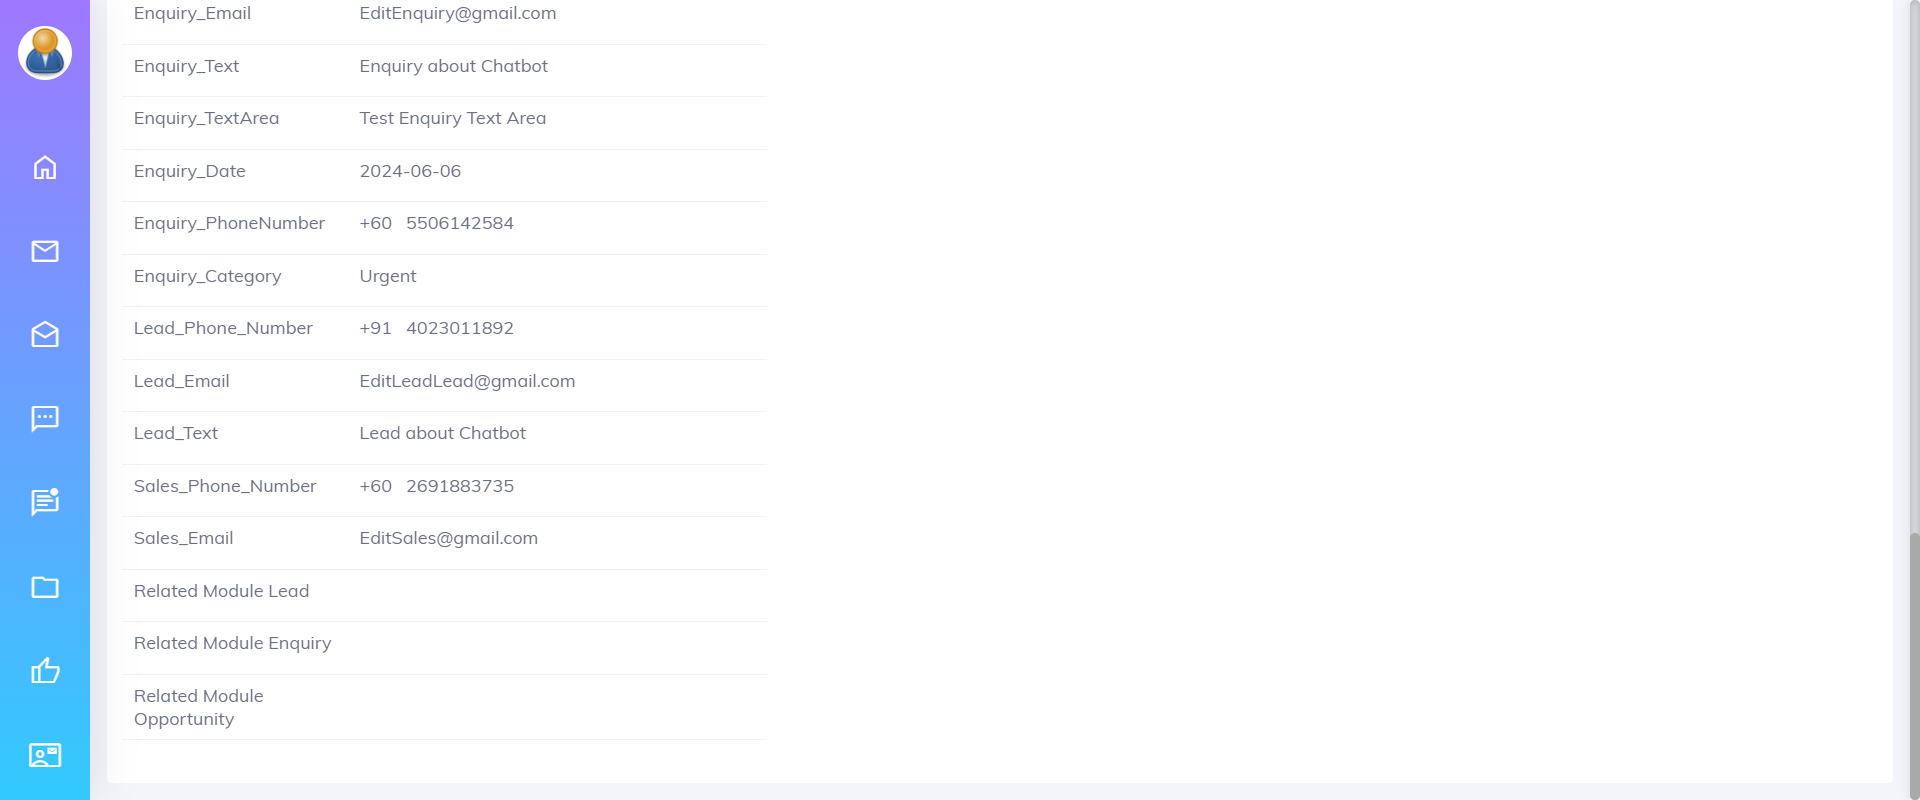 Enquiry_Email EditEnquiry@gmail.com
Enquiry_Text Enquiry about Chatbot
Enquiry_TextArea Test Enquiry Text Area
Enquiry_Date 2024-06-06
Enquiry_PhoneNumber +60 5506142584
Enquiry_Category Urgent
Lead_Phone_Number +91 4023011892
Lead_Email EditLeadLead@gmail.com
Lead_Text Lead about Chatbot
Sales_Phone_Number +60 2691883735
Sales_Email EditSales@gmail.com
Related Module Lead
Related Module Enquiry
Related Module
Opportunity